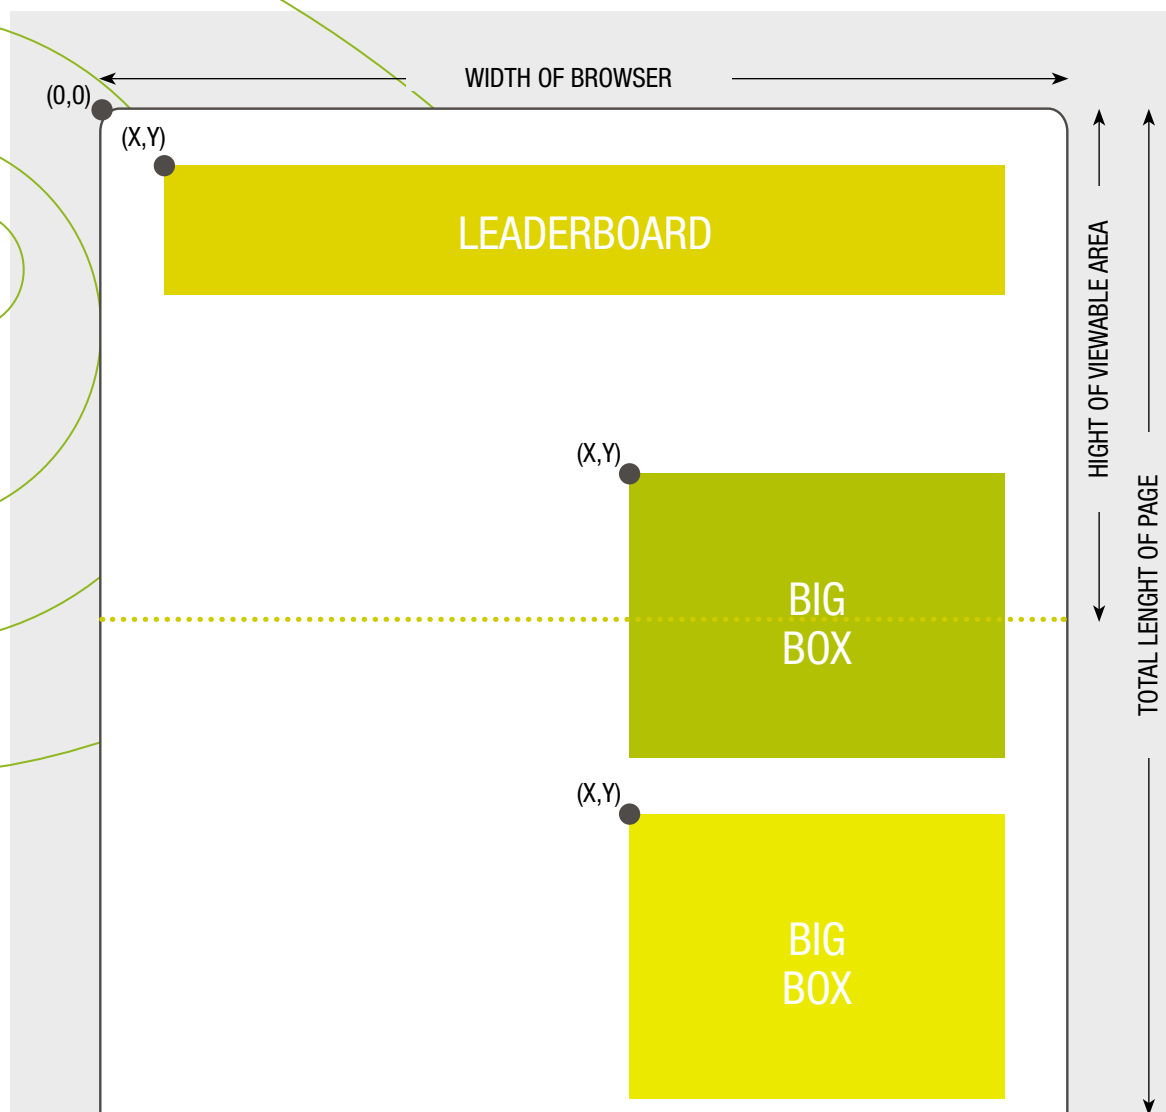 WIDTH OF BROWSER
(0,0)
(X,Y)
LEADERBOARD
HIGHT OF VIEWABLE AREA
TOTAL LENGHT OF PAGE
(X,Y)
BIG
BOX
(X,Y)
BIG
BOX